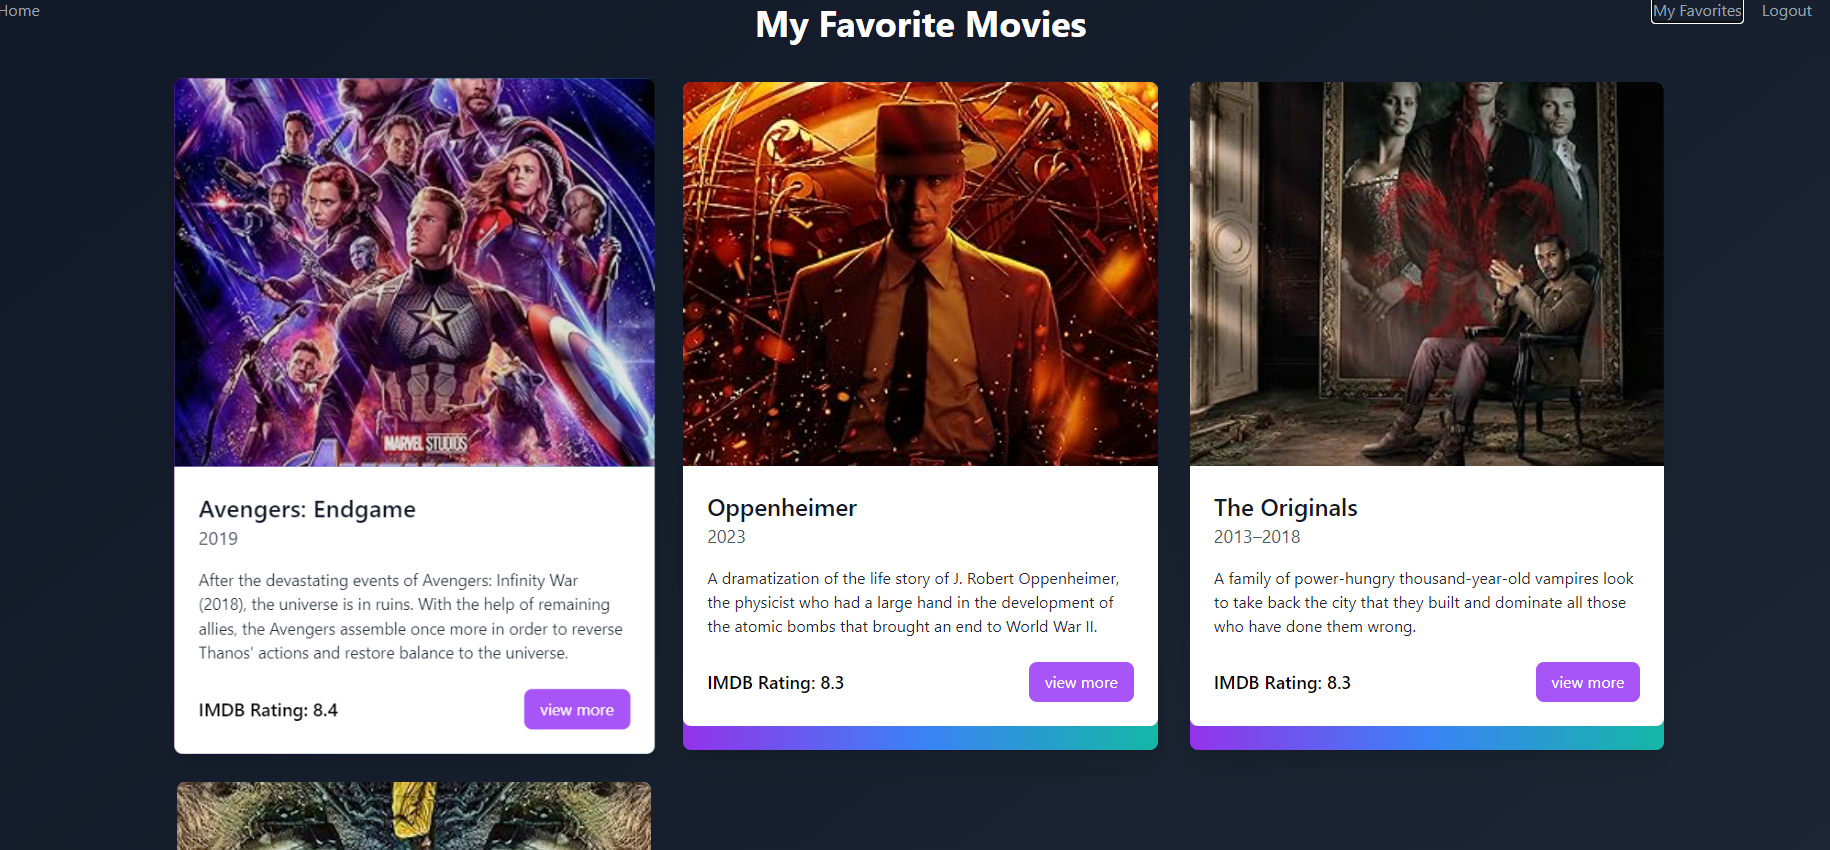 Home
My Favorite Movies
My Favorites
Logout
MARVEL STUDIOS
Avengers: Endgame
2019
After the devastating events of Avengers: Infinity War
(2018), the universe is in ruins. With the help of remaining
allies, the Avengers assemble once more in order to reverse
Thanos' actions and restore balance to the universe.
IMDB Rating: 8.4
view more
Oppenheimer
2023
A dramatization of the life story of J. Robert Oppenheimer,
the physicist who had a large hand in the development of
the atomic bombs that brought an end to World War II.
IMDB Rating: 8.3
view more
The Originals
2013–2018
A family of power-hungry thousand-year-old vampires look
to take back the city that they built and dominate all those
who have done them wrong.
IMDB Rating: 8.3
view more